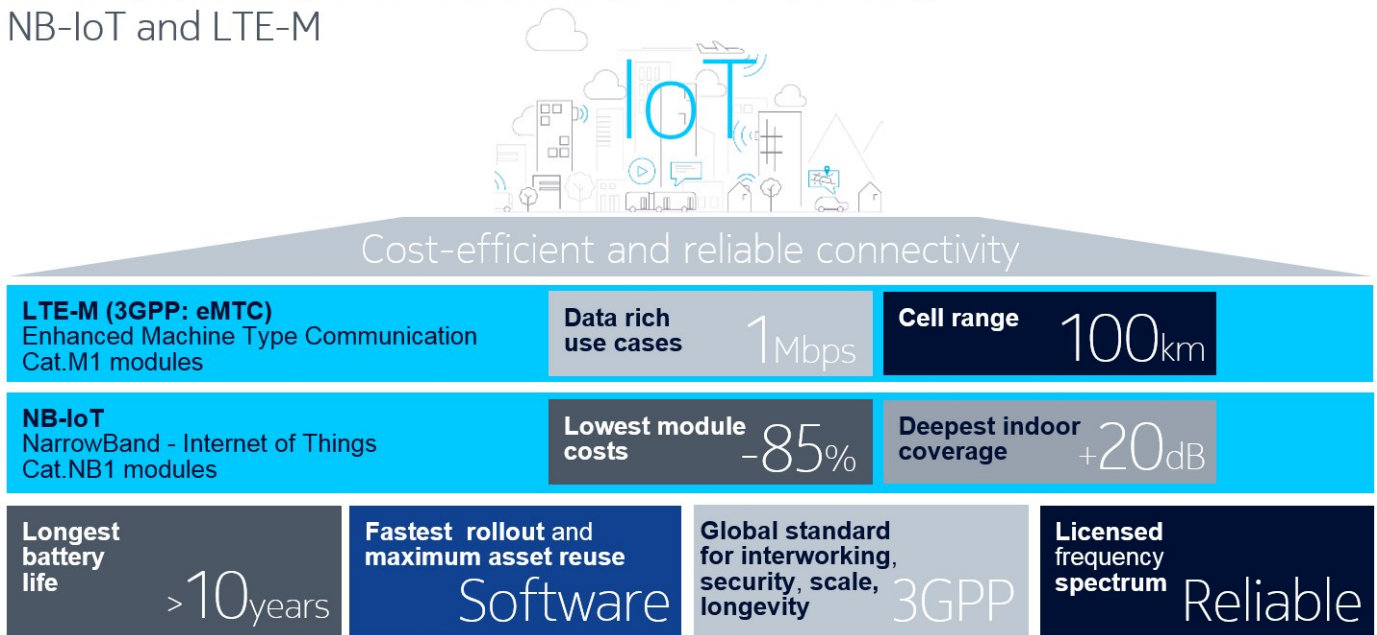 NB-IoT and LTE-M
IoT
Cost-efficient and reliable connectivity
LTE-M (3GPP: eMTC)
Enhanced Machine Type Communication
Cat.M1 modules
Data rich
use cases
1Mbps
Cell range
100km
NB-IoT
NarrowBand - Internet of Things
Cat.NB1 modules
Lowest module
costs
-85%
Deepest indoor
coverage
+20dB
Longest
battery
life
>10years
Fastest rollout and
maximum asset reuse
Software
Global standard
for interworking,
security, scale,
longevity
3GPP
Licensed
frequency
spectrum
Reliable